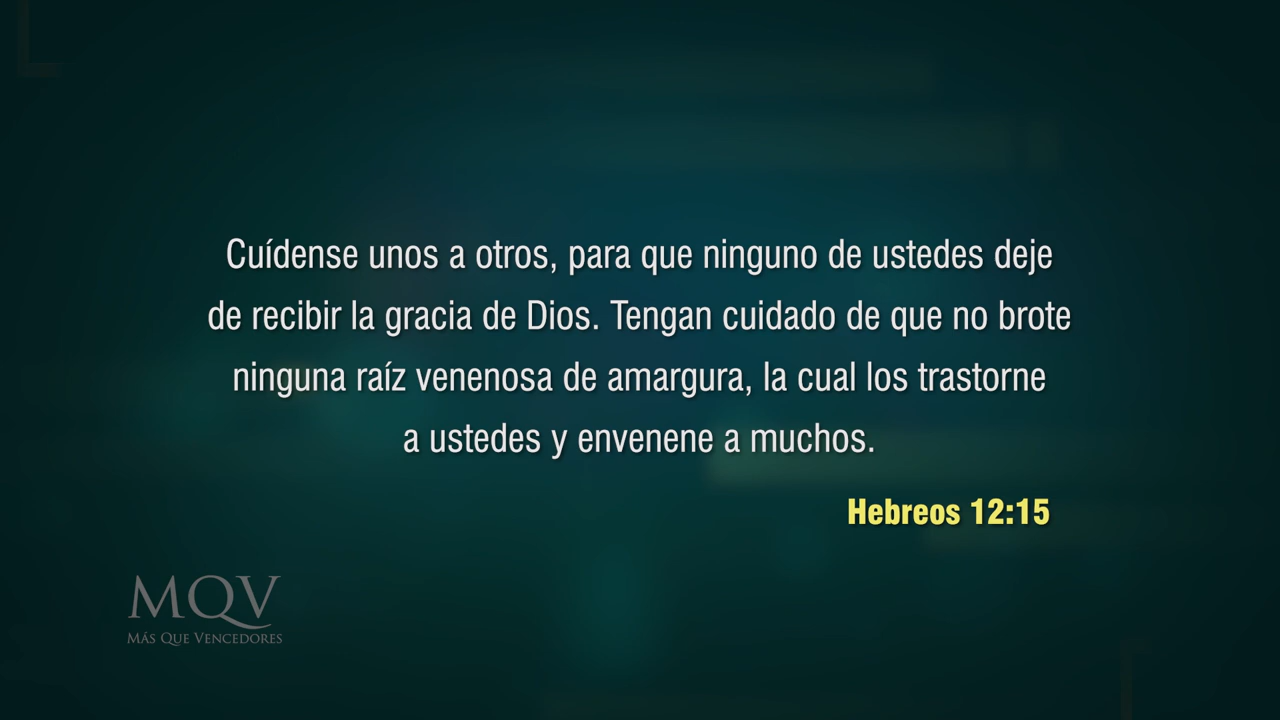 Cuídense unos a otros, para que ninguno de ustedes deje
de recibir la gracia de Dios. Tengan cuidado de que no brote
ninguna raíz venenosa de amargura, la cual los trastorne
a ustedes y envenene a muchos.
Hebreos 12:15
MQV
MÁS QUE VENCEDORES